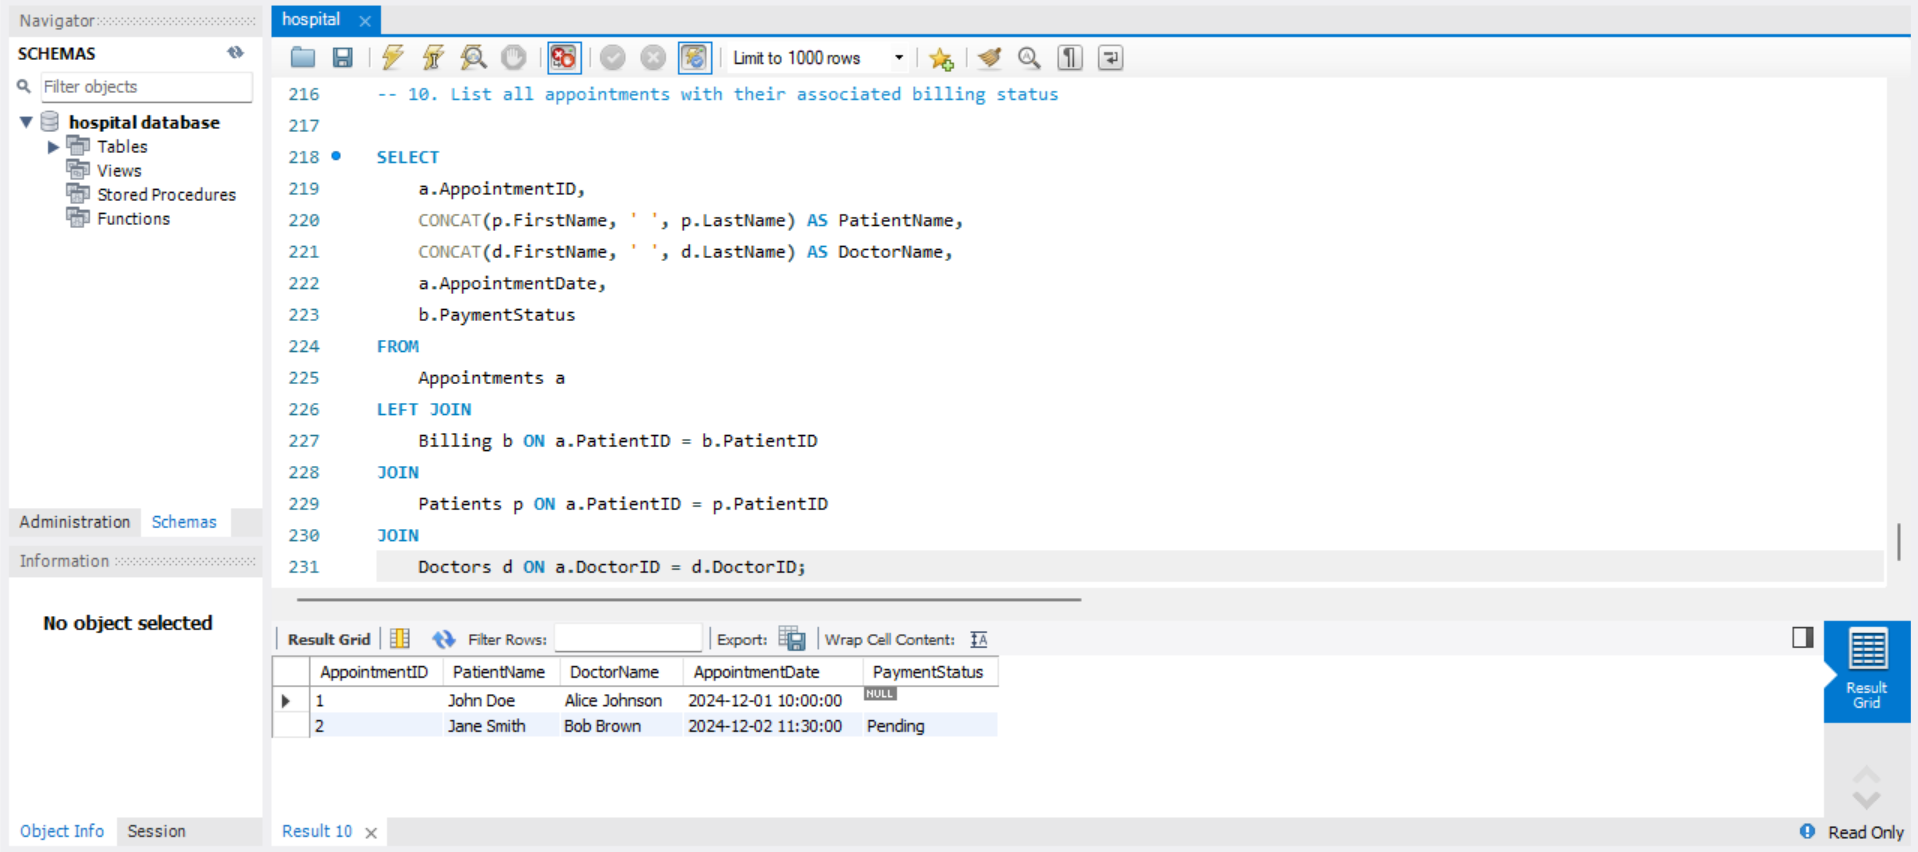 Navigator
SCHEMAS
Filter objects
hospital database
Tables
Views
Stored Procedures
Functions
Administration Schemas
Information
No object selected
Object Info Session
hospital
Limit to 1000 rows
216 -- 10. List all appointments with their associated billing status
217
218 SELECT
219 a.AppointmentID,
220 CONCAT(p.FirstName, ' ', p.LastName) AS PatientName,
221 CONCAT(d.FirstName, ' ', d.LastName) AS DoctorName,
222 a.AppointmentDate,
223 b.PaymentStatus
224 FROM
225 Appointments a
226 LEFT JOIN
227 Billing b ON a.PatientID = b.PatientID
228 JOIN
229 Patients p ON a.PatientID = p.PatientID
230 JOIN
231 Doctors d ON a.DoctorID = d.DoctorID;
Result Grid Filter Rows: Export: Wrap Cell Content: IA
AppointmentID PatientName DoctorName AppointmentDate PaymentStatus
1 John Doe Alice Johnson 2024-12-01 10:00:00 NULL
2 Jane Smith Bob Brown 2024-12-02 11:30:00 Pending
Result
Grid
Result 10
Read Only